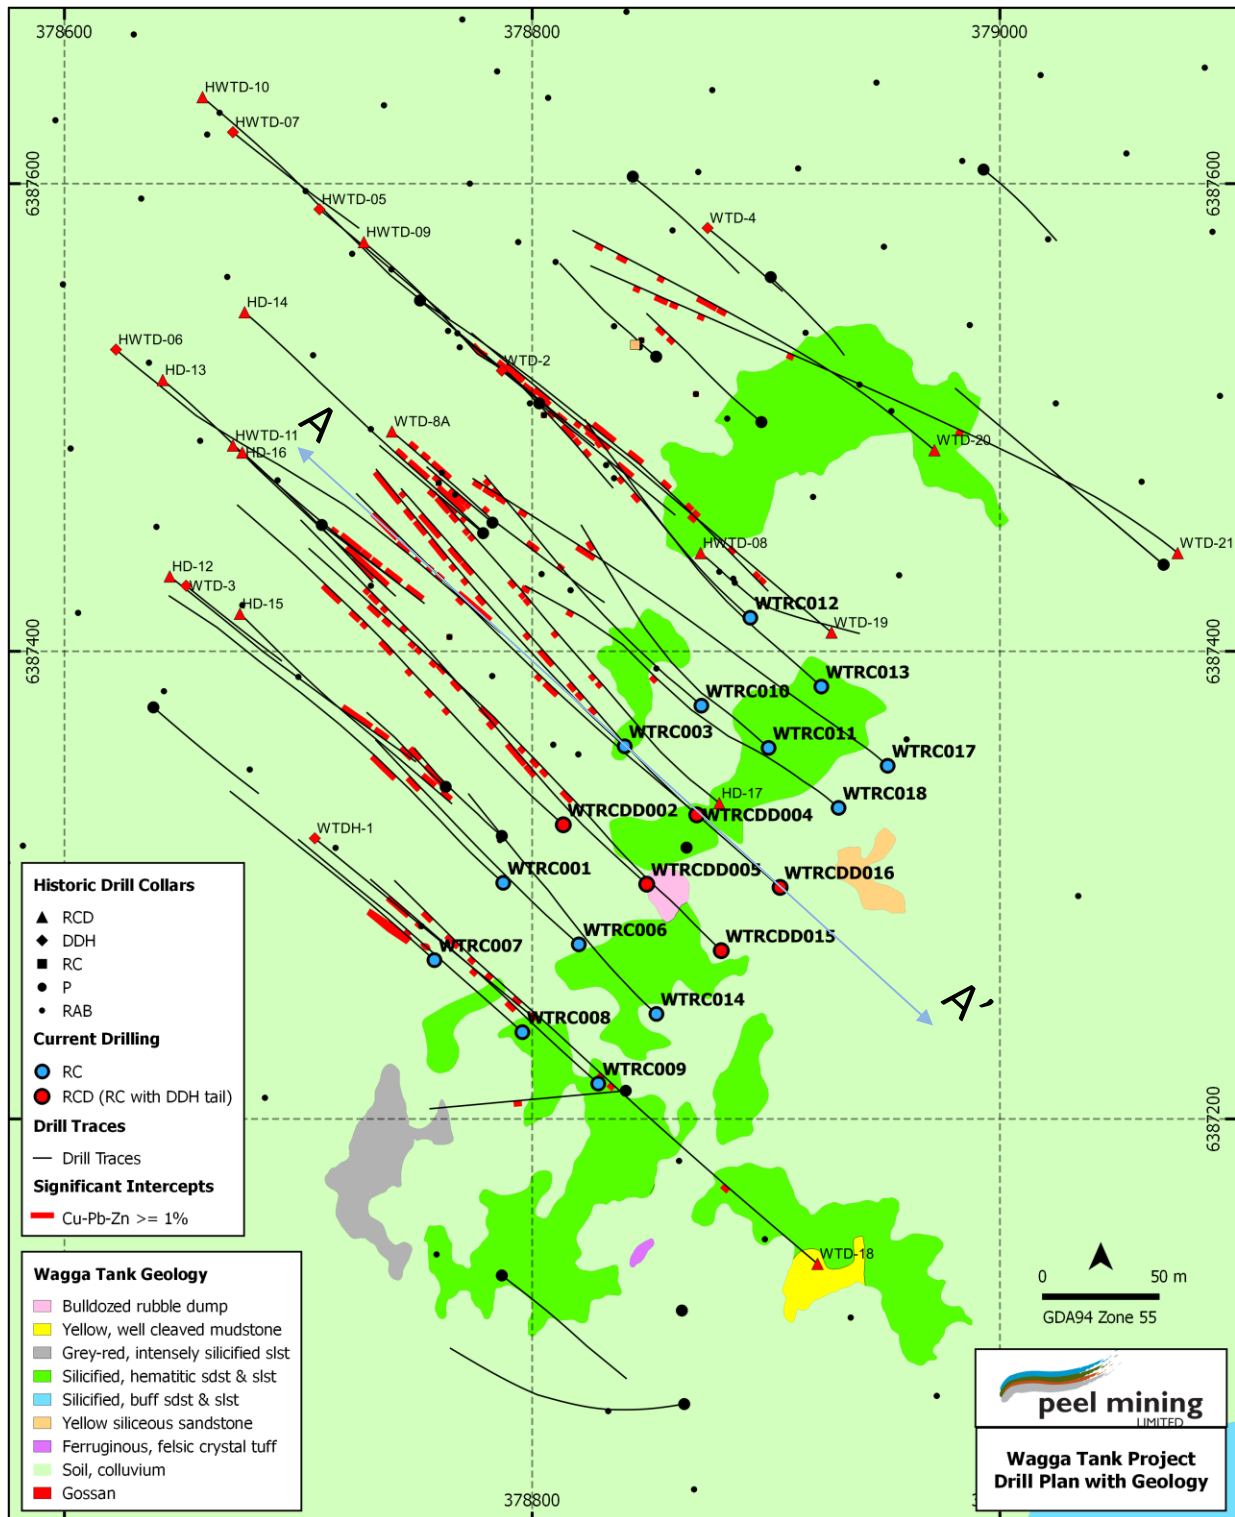 378600
378800
379000
HWTD-10
HWTD-07
6387600
6387600
HWTD-05
WTD-4
HWTD-09
HD-14
HWTD-06
WTD-2
HD-13
A
WTD-8A
HWTD-11
HD-16
WTD-20
HWTD-08
WTD-21
HD-12
WTD-3
HD-15
WTRC012
WTD-19
6387400
6387400
WTRC013
WTRC010
WTRC003
WTRC011
WTRC017
HD-17
WTRC018
WTRCDD002
WTRCDD004
WTDH-1
WTRC001
WTRCDD005
WTRCDD016
WTRC006
WTRCDD015
WTRC007
WTRC014
A'
WTRC008
WTRC009
6387200
WTD-18
Historic Drill Collars
RCD
DDH
RC
P
RAB
Current Drilling
RC
RCD (RC with DDH tail)
Drill Traces
Drill Traces
Significant Intercepts
Cu-Pb-Zn >= 1%
Wagga Tank Geology
Bulldozed rubble dump
Yellow, well cleaved mudstone
Grey-red, intensely silicified slst
Silicified, hematitic sdst & slst
Silicified, buff sdst & slst
Yellow siliceous sandstone
Ferruginous, felsic crystal tuff
Soil, colluvium
Gossan
0 50 m
GDA94 Zone 55
peel mining
LIMITED
Wagga Tank Project
Drill Plan with Geology
378800